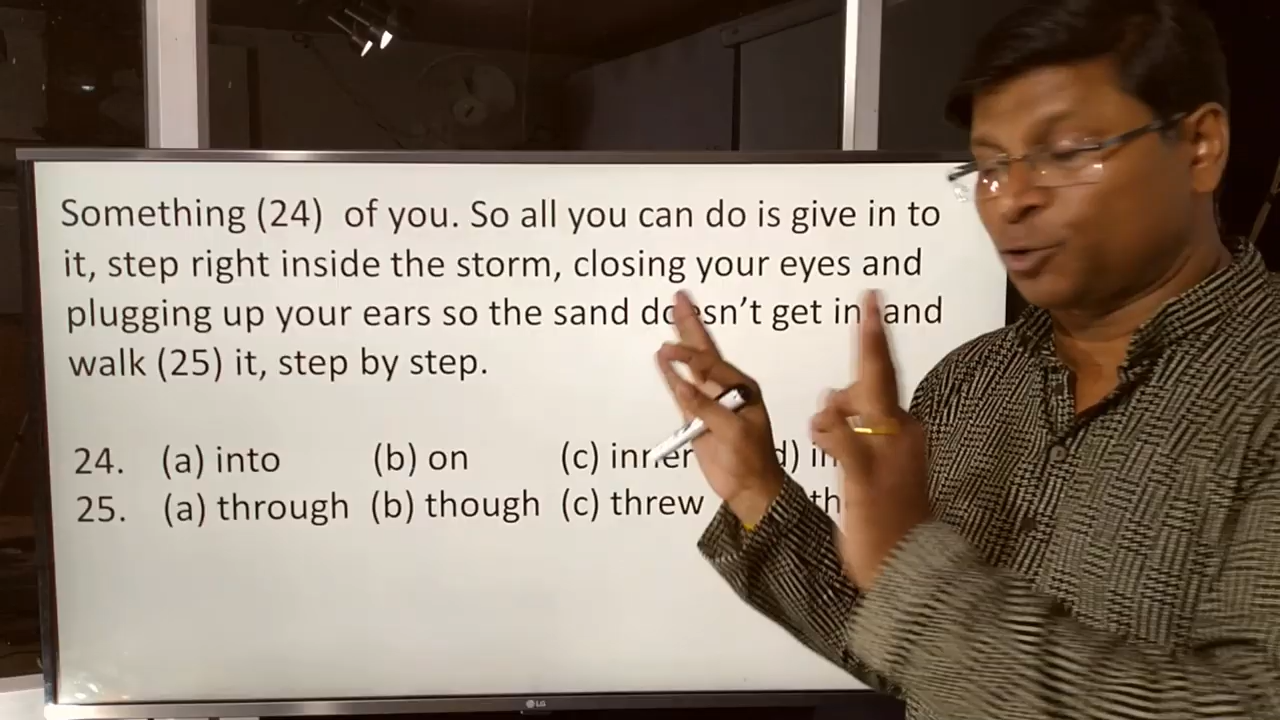 Something (24) of you. So all you can do is give in to
it, step right inside the storm, closing your eyes and
plugging up your ears so the sand doesn’t get in, and
walk (25) it, step by step.
24. (a) into (b) on (c) inner
25. (a) through (b) though (c) threw
LG